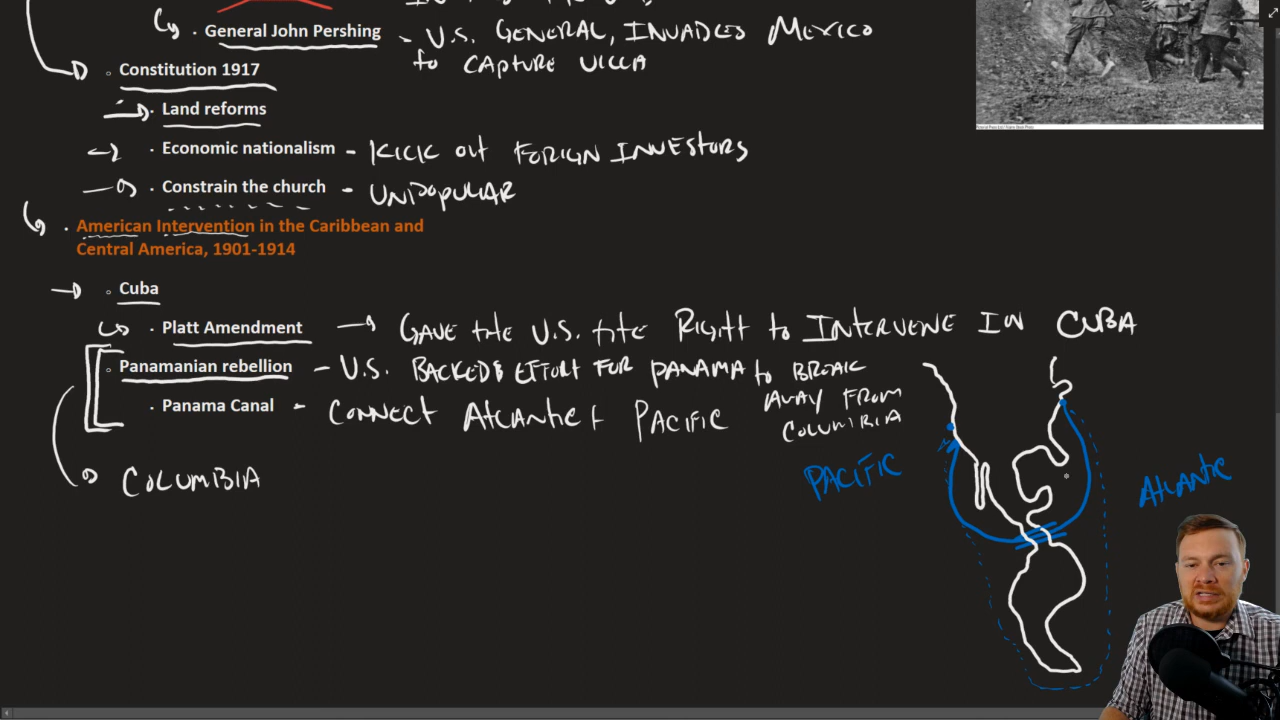 General John Pershing - U.S. GENERAL, INVADED MEXICO
to CAPTURE VILLA
Constitution 1917
Land reforms
Economic nationalism - KICK OUT FORIGN INVESTORS
Constrain the church - UNPOPULAR
American Intervention in the Caribbean and
Central America, 1901-1914
Cuba
Platt Amendment → GAVE the U.S. the RIGHT to INTERVENE IN CUBA
Panamanian rebellion - U.S. BACKED EFFORT FOR PANAMA to BREAK
AWAY FROM
COLUMBIA
Panama Canal - CONNECT ATLANTIC + PACIFIC
PACIFIC
ATLANTIC
COLUMBIA